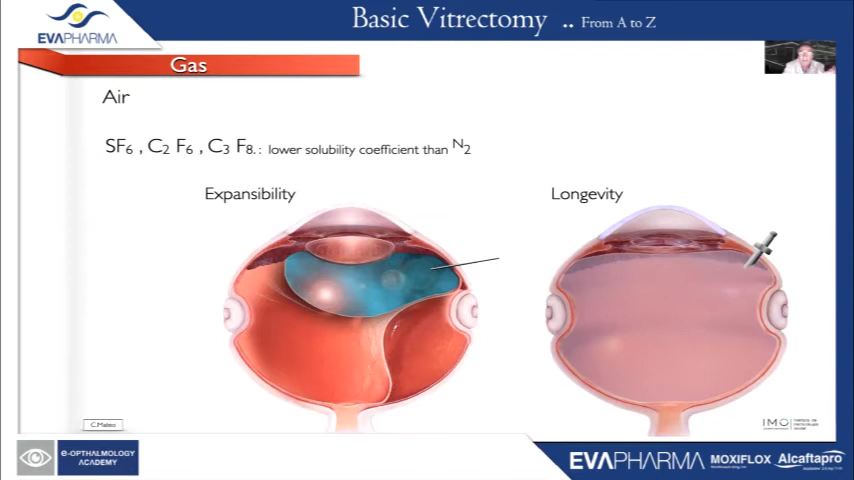 EVAPHARMA
Basic Vitrectomy .. From A to Z
Gas
Air
SF6 , C2 F6 , C3 F8. : lower solubility coefficient than N2
Expansibility
Longevity
C.Mateo
IMO
e-OPTHALMOLOGY
ACADEMY
EVAPHARMA MOXIFLOX Alcaftapro